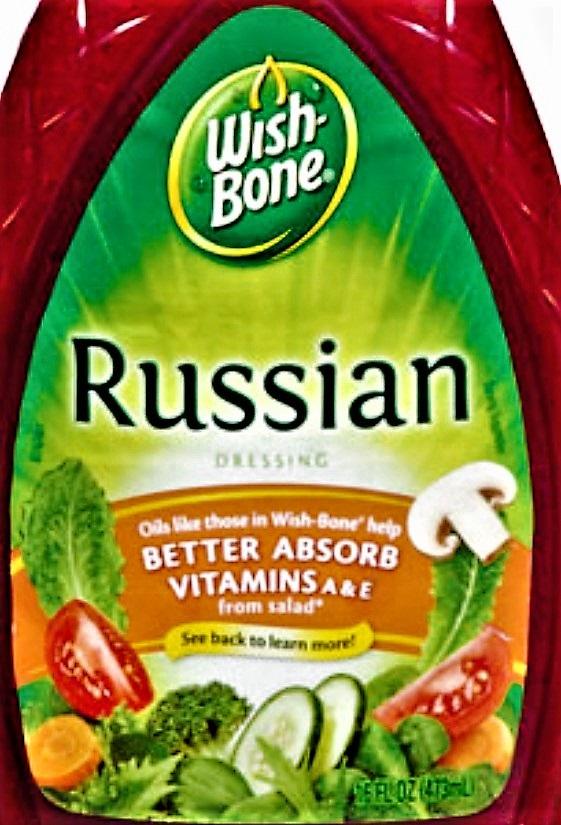 Wish-
Bone®
Russian
DRESSING
Oils like those in Wish-Bone® help
BETTER ABSORB
VITAMINS A & E
from salad*
See back to learn more!
16 FL OZ (473mL)